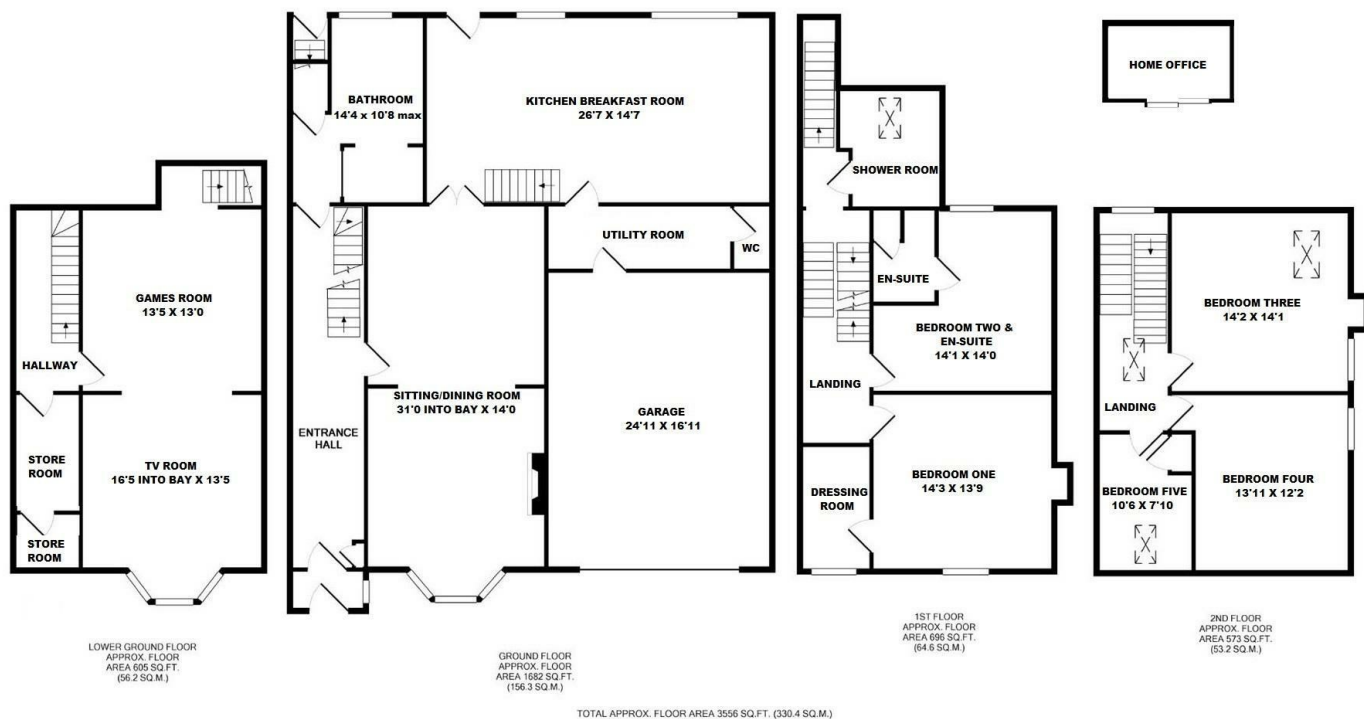 GAMES ROOM
13'5 X 13'0
HALLWAY
STORE
ROOM
TV ROOM
16'5 INTO BAY X 13'5
STORE
ROOM
LOWER GROUND FLOOR
APPROX. FLOOR
AREA 605 SQ.FT.
(56.2 SQ.M.)
BATHROOM
14'4 x 10'8 max
KITCHEN BREAKFAST ROOM
26'7 X 14'7
UTILITY ROOM
WC
SITTING/DINING ROOM
31'0 INTO BAY X 14'0
GARAGE
24'11 X 16'11
ENTRANCE
HALL
GROUND FLOOR
APPROX. FLOOR
AREA 1682 SQ.FT.
(156.3 SQ.M.)
SHOWER ROOM
EN-SUITE
BEDROOM TWO &
EN-SUITE
14'1 X 14'0
LANDING
BEDROOM ONE
14'3 X 13'9
DRESSING
ROOM
1ST FLOOR
APPROX. FLOOR
AREA 696 SQ.FT.
(64.6 SQ.M.)
HOME OFFICE
BEDROOM THREE
14'2 X 14'1
LANDING
BEDROOM FOUR
13'11 X 12'2
BEDROOM FIVE
10'6 X 7'10
2ND FLOOR
APPROX. FLOOR
AREA 573 SQ.FT.
(53.2 SQ.M.)
TOTAL APPROX. FLOOR AREA 3556 SQ.FT. (330.4 SQ.M.)